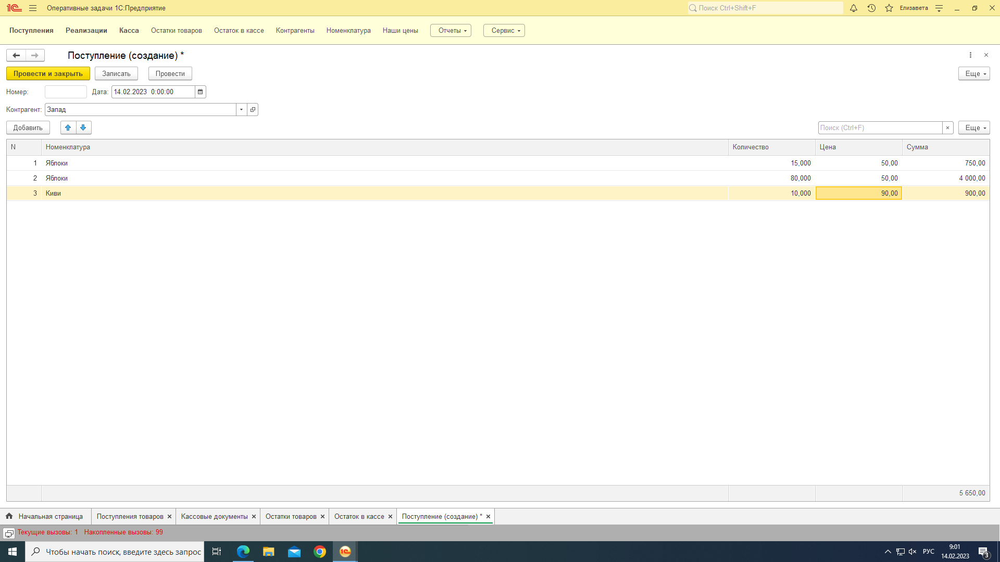 1С Оперативные задачи 1С:Предприятие Поиск Ctrl+Shift+F Елизавета
Поступления Реализации Касса Остатки товаров Остаток в кассе Контрагенты Номенклатура Наши цены Отчеты Сервис
Поступление (создание) *
Провести и закрыть Записать Провести Еще
Номер: Дата: 14.02.2023 0:00:00
Контрагент: Запад
Добавить Поиск (Ctrl+F) × Еще
N Номенклатура Количество Цена Сумма
1 Яблоки 15,000 50,00 750,00
2 Яблоки 80,000 50,00 4 000,00
3 Киви 10,000 90,00 900,00
5 650,00
Начальная страница Поступления товаров × Кассовые документы × Остатки товаров × Остаток в кассе × Поступление (создание) * ×
Текущие вызовы: 1 Накопленные вызовы: 99
Чтобы начать поиск, введите здесь запрос 1С РУС 9:01
14.02.2023 3